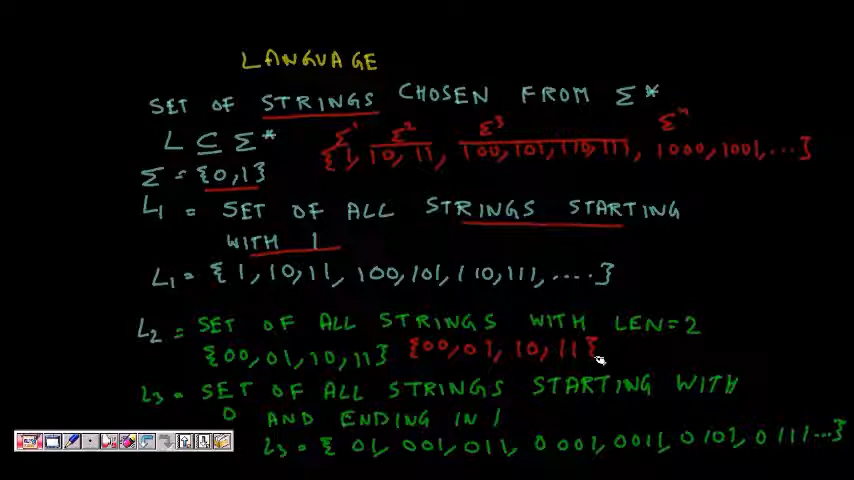 LANGUAGE
SET OF STRINGS CHOSEN FROM Σ*
L ⊆ Σ*
Σ¹ Σ² Σ³ Σ⁴
{1, 10, 11, 100, 101, 110, 111, 1000, 1001, ...}
Σ = {0,1}
L₁ = SET OF ALL STRINGS STARTING
WITH 1
L₁ = {1, 10, 11, 100, 101, 110, 111, .....}
L₂ = SET OF ALL STRINGS WITH LEN=2
{00, 01, 10, 11} {00, 01, 10, 11}
L₃ = SET OF ALL STRINGS STARTING WITH
0 AND ENDING IN 1
L₃ = { 01, 001, 011, 0001, 0011, 0101, 0111...}